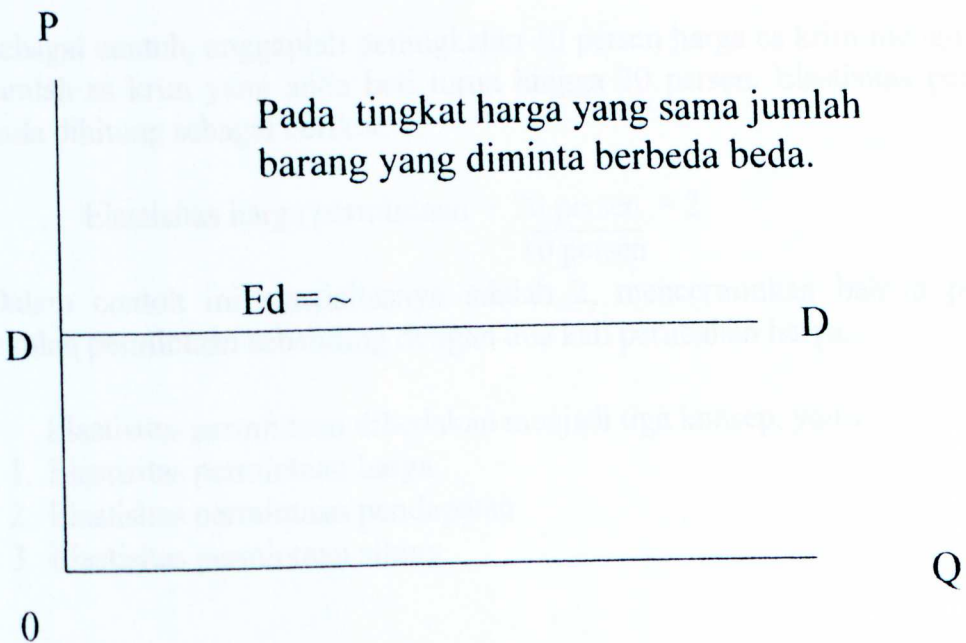 P
Pada tingkat harga yang sama jumlah
barang yang diminta berbeda beda.
Ed = ~
D D
Q
0